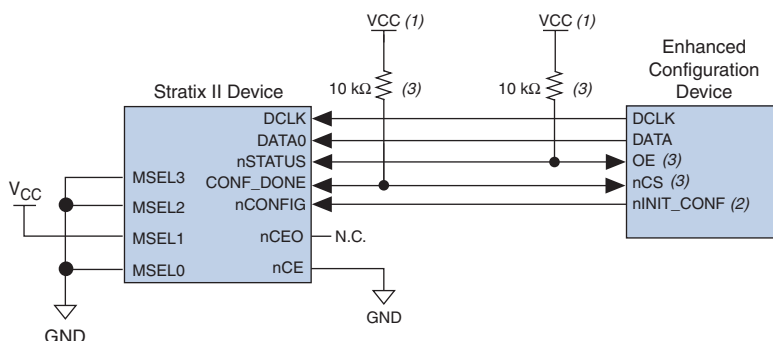 VCC (1)
VCC (1)
Enhanced
Configuration
Device
Stratix II Device
10 kΩ
(3)
10 kΩ
(3)
DCLK
DATA0
nSTATUS
CONF_DONE
nCONFIG
nCEO
nCE
N.C.
GND
MSEL3
MSEL2
MSEL1
MSEL0
VCC
GND
DCLK
DATA
OE (3)
nCS (3)
nINIT_CONF (2)